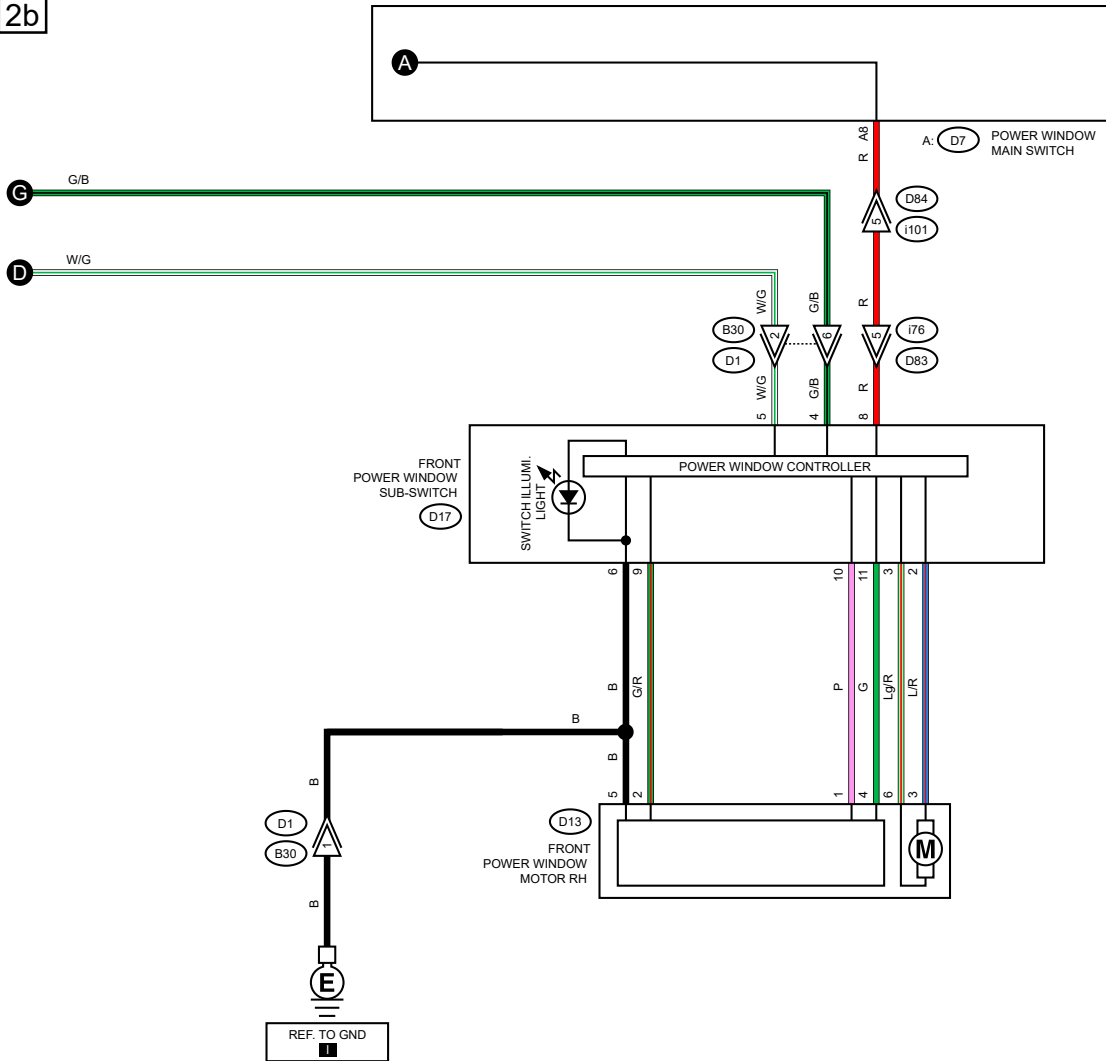 2b
A
R A8
A: D7 POWER WINDOW
MAIN SWITCH
G G/B
D84
5
i101
D W/G
W/G G/B R
B30 2 6 5 i76
D1 D83
W/G G/B R
5 4 8
FRONT
POWER WINDOW
SUB-SWITCH
D17
SWITCH ILLUMI.
LIGHT
POWER WINDOW CONTROLLER
6 9 10 11 3 2
B G/R P G Lg/R L/R
B
B
B
5 2 1 4 6 3
D13
FRONT
POWER WINDOW
MOTOR RH
M
D1
1
B30
B
E
REF. TO GND
I